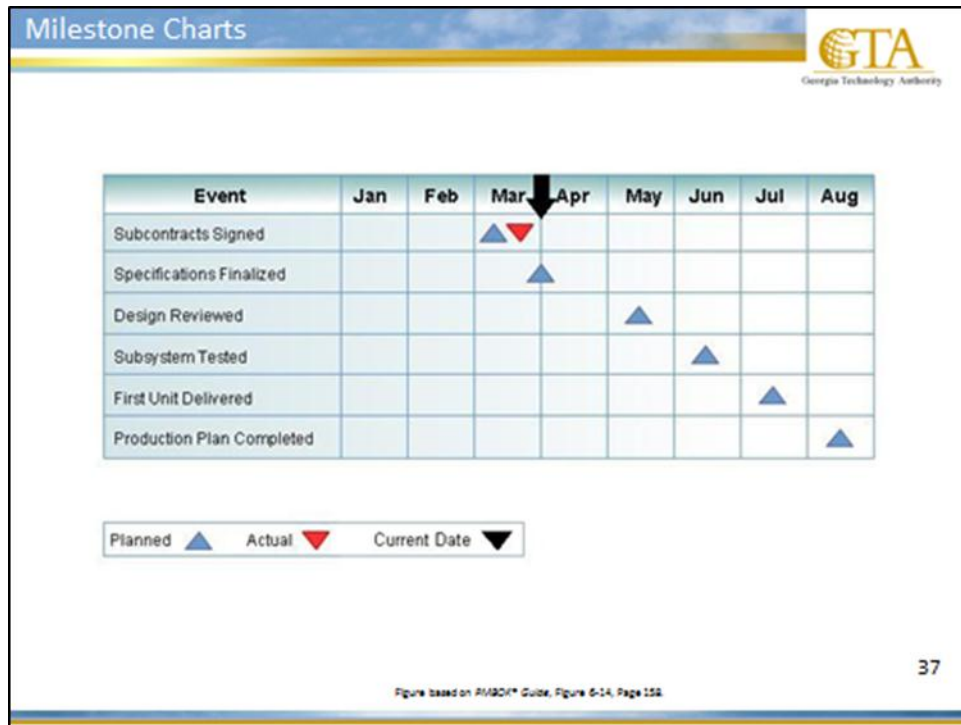 Milestone Charts
GTA
Georgia Technology Authority
Event Jan Feb Mar Apr May Jun Jul Aug
Subcontracts Signed
Specifications Finalized
Design Reviewed
Subsystem Tested
First Unit Delivered
Production Plan Completed
Planned Actual Current Date
37
Figure based on PMBOK® Guide, Figure 6-14, Page 158.